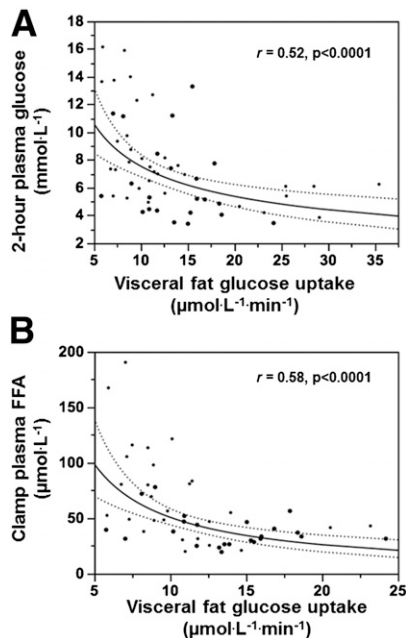 A
r = 0.52, p<0.0001
2-hour plasma glucose
(mmol·L⁻¹)
18
16
14
12
10
8
6
4
2
5 10 15 20 25 30 35
Visceral fat glucose uptake
(µmol·L⁻¹·min⁻¹)
B
r = 0.58, p<0.0001
Clamp plasma FFA
(µmol·L⁻¹)
200
150
100
50
0
5 10 15 20 25
Visceral fat glucose uptake
(µmol·L⁻¹·min⁻¹)